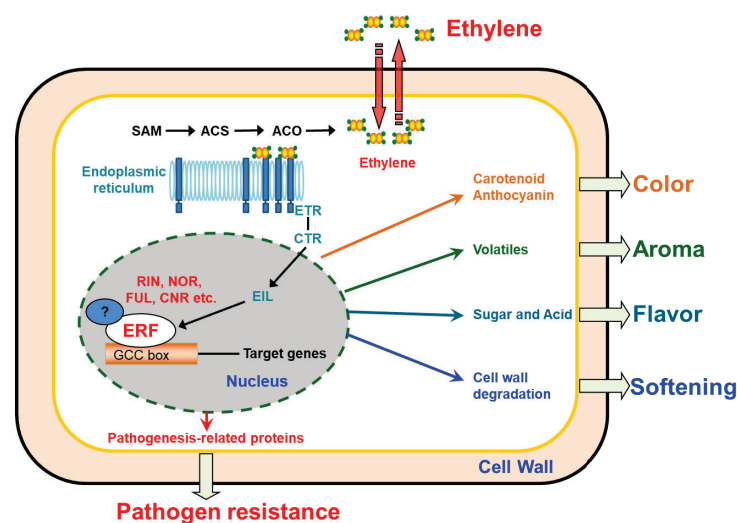 Ethylene
SAM ACS ACO
Ethylene
Endoplasmic
reticulum
ETR
CTR
Carotenoid
Anthocyanin
Color
Volatiles
Aroma
RIN, NOR,
FUL, CNR etc.
EIL
?
ERF
Sugar and Acid
Flavor
GCC box
Target genes
Nucleus
Cell wall
degradation
Softening
Pathogenesis-related proteins
Cell Wall
Pathogen resistance